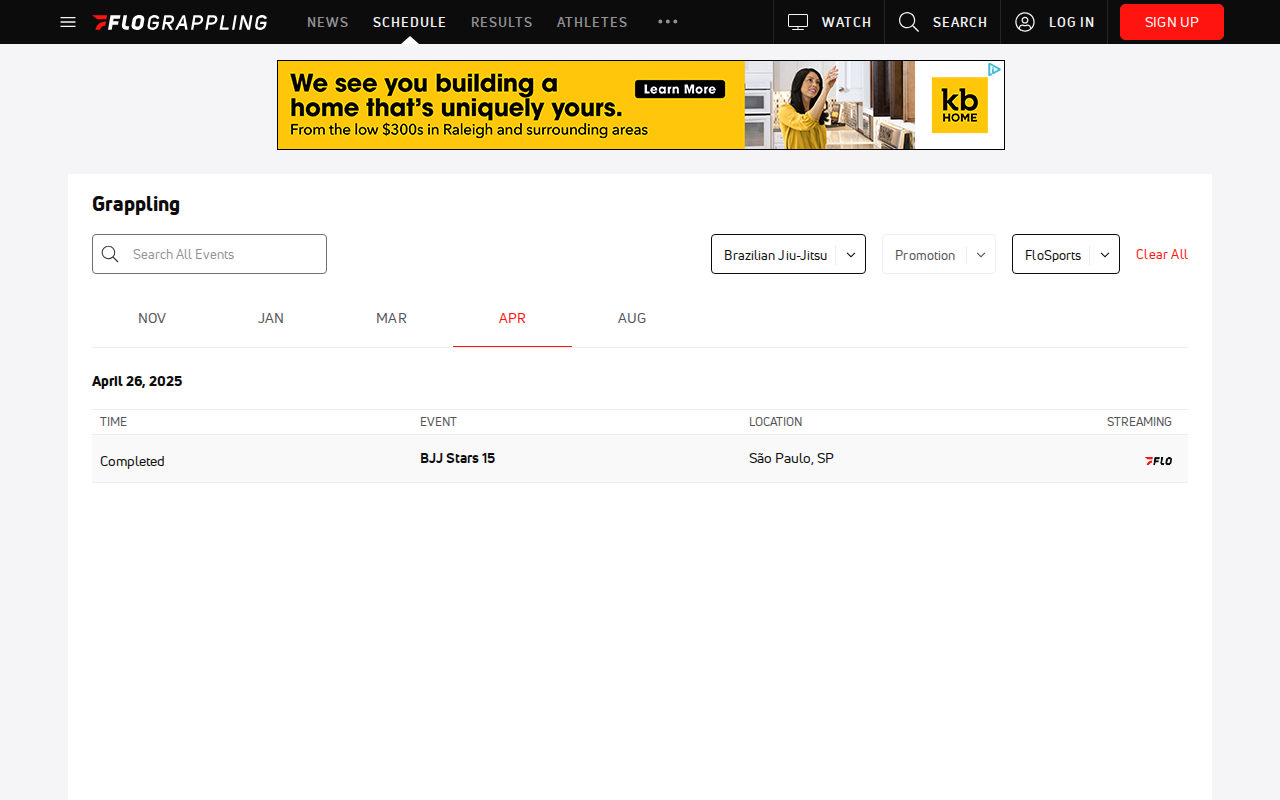 FLOGRAPPLING NEWS SCHEDULE RESULTS ATHLETES ••• WATCH SEARCH LOG IN SIGN UP
We see you building a
home that's uniquely yours.
From the low $300s in Raleigh and surrounding areas
Learn More
kb
HOME
Grappling
Search All Events Brazilian Jiu-Jitsu Promotion FloSports Clear All
NOV JAN MAR APR AUG
April 26, 2025
TIME EVENT LOCATION STREAMING
Completed BJJ Stars 15 São Paulo, SP FLO